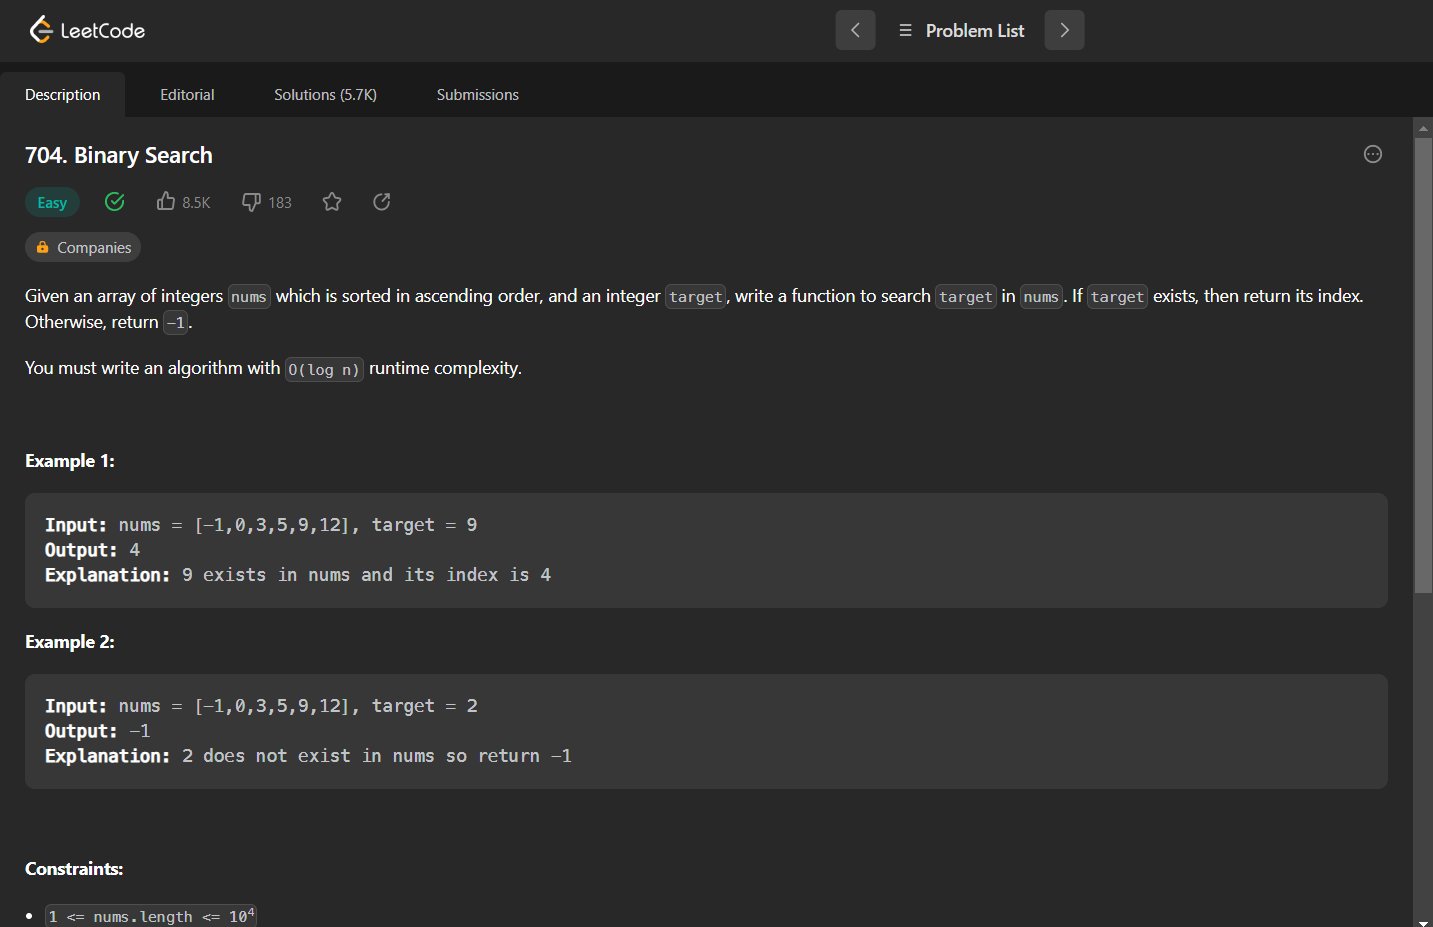 LeetCode
Problem List
Description Editorial Solutions (5.7K) Submissions
704. Binary Search
Easy 8.5K 183
Companies
Given an array of integers nums which is sorted in ascending order, and an integer target, write a function to search target in nums. If target exists, then return its index.
Otherwise, return −1.
You must write an algorithm with O(log n) runtime complexity.
Example 1:
Input: nums = [−1,0,3,5,9,12], target = 9
Output: 4
Explanation: 9 exists in nums and its index is 4
Example 2:
Input: nums = [−1,0,3,5,9,12], target = 2
Output: −1
Explanation: 2 does not exist in nums so return −1
Constraints:
• 1 <= nums.length <= 10⁴